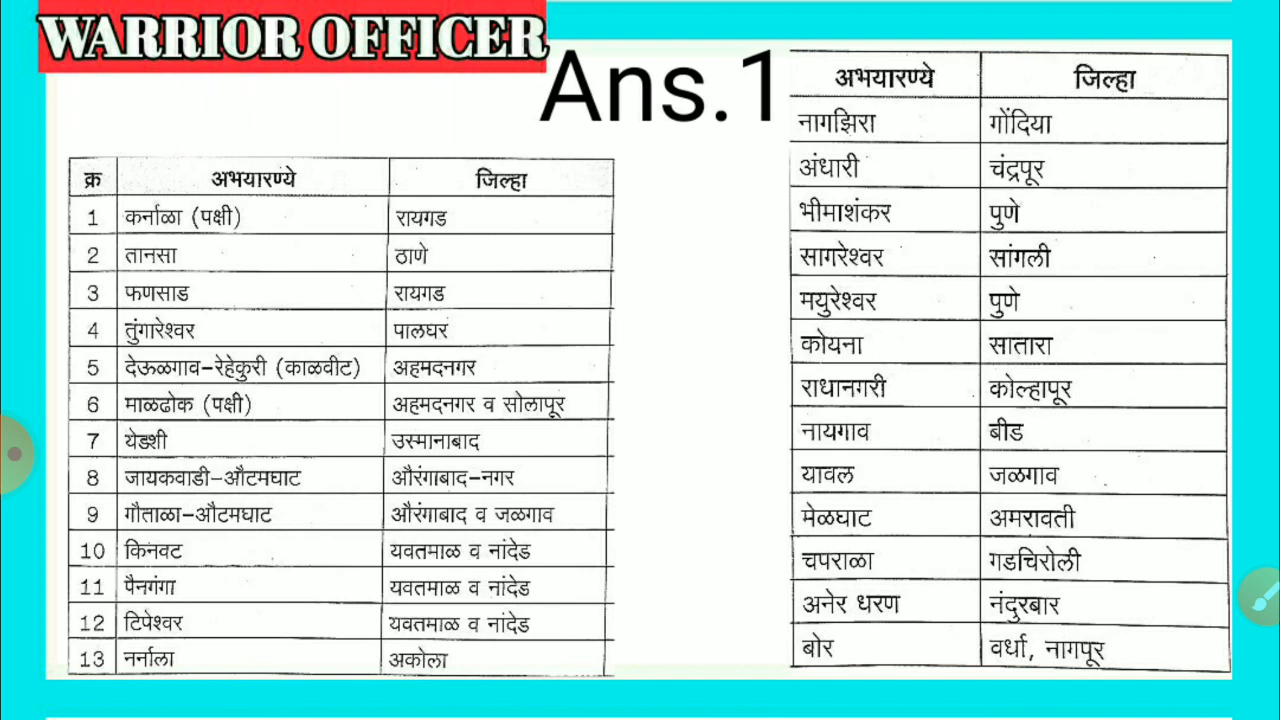 WARRIOR OFFICER
Ans.1
क्र अभयारण्ये जिल्हा
1 कर्नाळा (पक्षी) रायगड
2 तानसा ठाणे
3 फणसाड रायगड
4 तुंगारेश्वर पालघर
5 देऊळगाव-रेहेकुरी (काळवीट) अहमदनगर
6 माळढोक (पक्षी) अहमदनगर व सोलापूर
7 येडशी उस्मानाबाद
8 जायकवाडी-औटमघाट औरंगाबाद-नगर
9 गौताळा-औटमघाट औरंगाबाद व जळगाव
10 किनवट यवतमाळ व नांदेड
11 पैनगंगा यवतमाळ व नांदेड
12 टिपेश्वर यवतमाळ व नांदेड
13 नर्नाला अकोला
अभयारण्ये जिल्हा
नागझिरा गोंदिया
अंधारी चंद्रपूर
भीमाशंकर पुणे
सागरेश्वर सांगली
मयुरेश्वर पुणे
कोयना सातारा
राधानगरी कोल्हापूर
नायगाव बीड
यावल जळगाव
मेळघाट अमरावती
चपराळा गडचिरोली
अनेर धरण नंदुरबार
बोर वर्धा, नागपूर